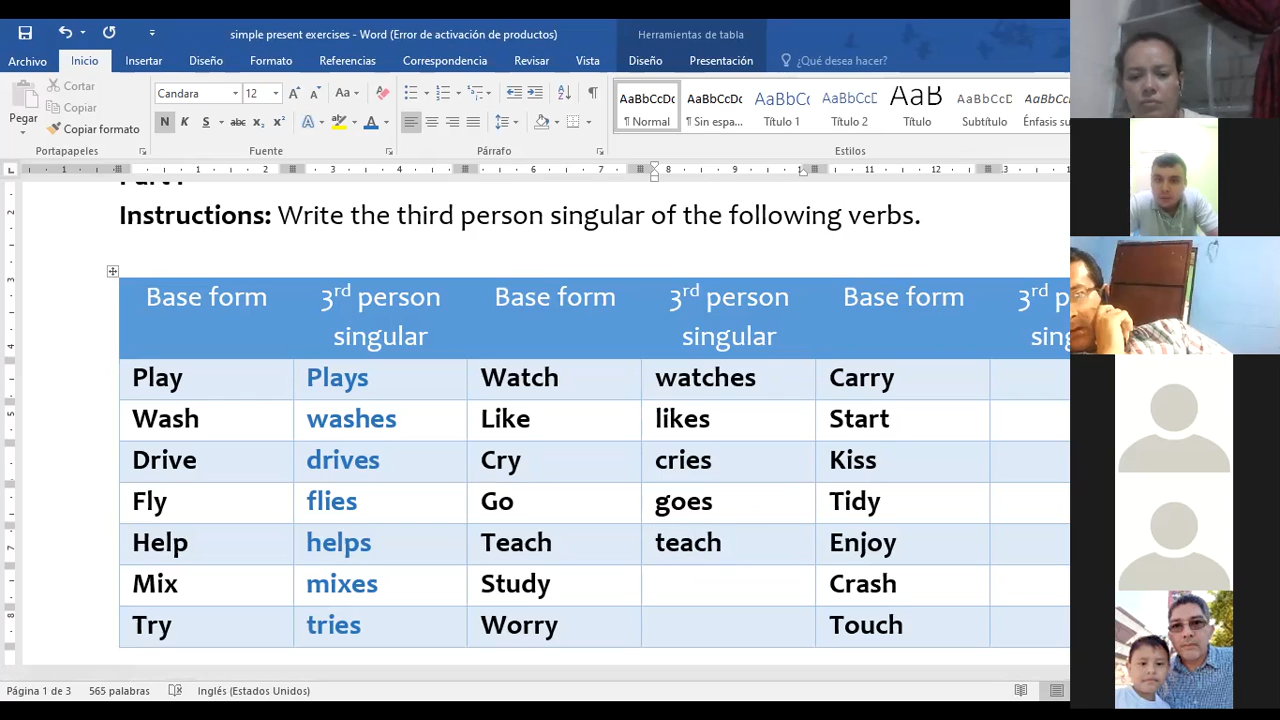 simple present exercises - Word (Error de activación de productos)
Herramientas de tabla
Archivo Inicio Insertar Diseño Formato Referencias Correspondencia Revisar Vista Diseño Presentación ¿Qué desea hacer?
Pegar
Cortar
Copiar
Copiar formato
Portapapeles
Candara 12
N K S abc x₂ x²
Fuente
Párrafo
AaBbCcDc AaBbCcDc AaBbCc AaBbCcD AaB AaBbCcD AaBbCcD
¶ Normal ¶ Sin espa... Título 1 Título 2 Título Subtítulo Énfasis su
Estilos
Instructions: Write the third person singular of the following verbs.
Base form 3rd person singular Base form 3rd person singular Base form 3rd p
Play Plays Watch watches Carry
Wash washes Like likes Start
Drive drives Cry cries Kiss
Fly flies Go goes Tidy
Help helps Teach teach Enjoy
Mix mixes Study Crash
Try tries Worry Touch
Página 1 de 3 565 palabras Inglés (Estados Unidos)